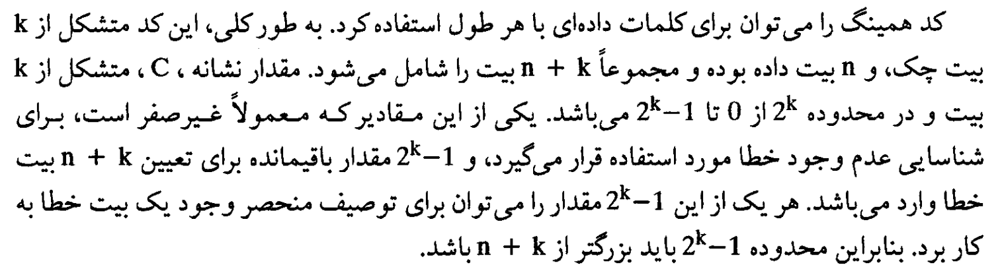 کد همینگ را می‌توان برای کلمات داده‌ای با هر طول استفاده کرد. به طور کلی، این کد متشکل از k
بیت چک، و n بیت داده بوده و مجموعاً n + k بیت را شامل می‌شود. مقدار نشانه ، C ، متشکل از k
بیت و در محدوده 2^k از 0 تا 2^k–1 می‌باشد. یکی از این مقادیر که معمولاً غیرصفر است، برای
شناسایی عدم وجود خطا مورد استفاده قرار می‌گیرد، و 2^k–1 مقدار باقیمانده برای تعیین n + k بیت
خطا وارد می‌باشد. هر یک از این 2^k–1 مقدار را می‌توان برای توصیف منحصر وجود یک بیت خطا به
کار برد. بنابراین محدوده 2^k–1 باید بزرگتر از n + k باشد.